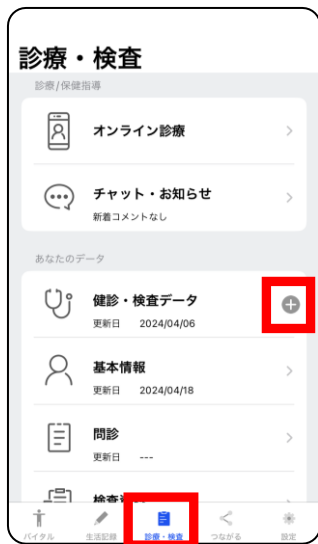 診療・検査
診療/保健指導
オンライン診療
チャット・お知らせ
新着コメントなし
あなたのデータ
健診・検査データ
更新日 2024/04/06
基本情報
更新日 2024/04/18
問診
更新日 ---
バイタル 生活記録 診療・検査 つながる 設定